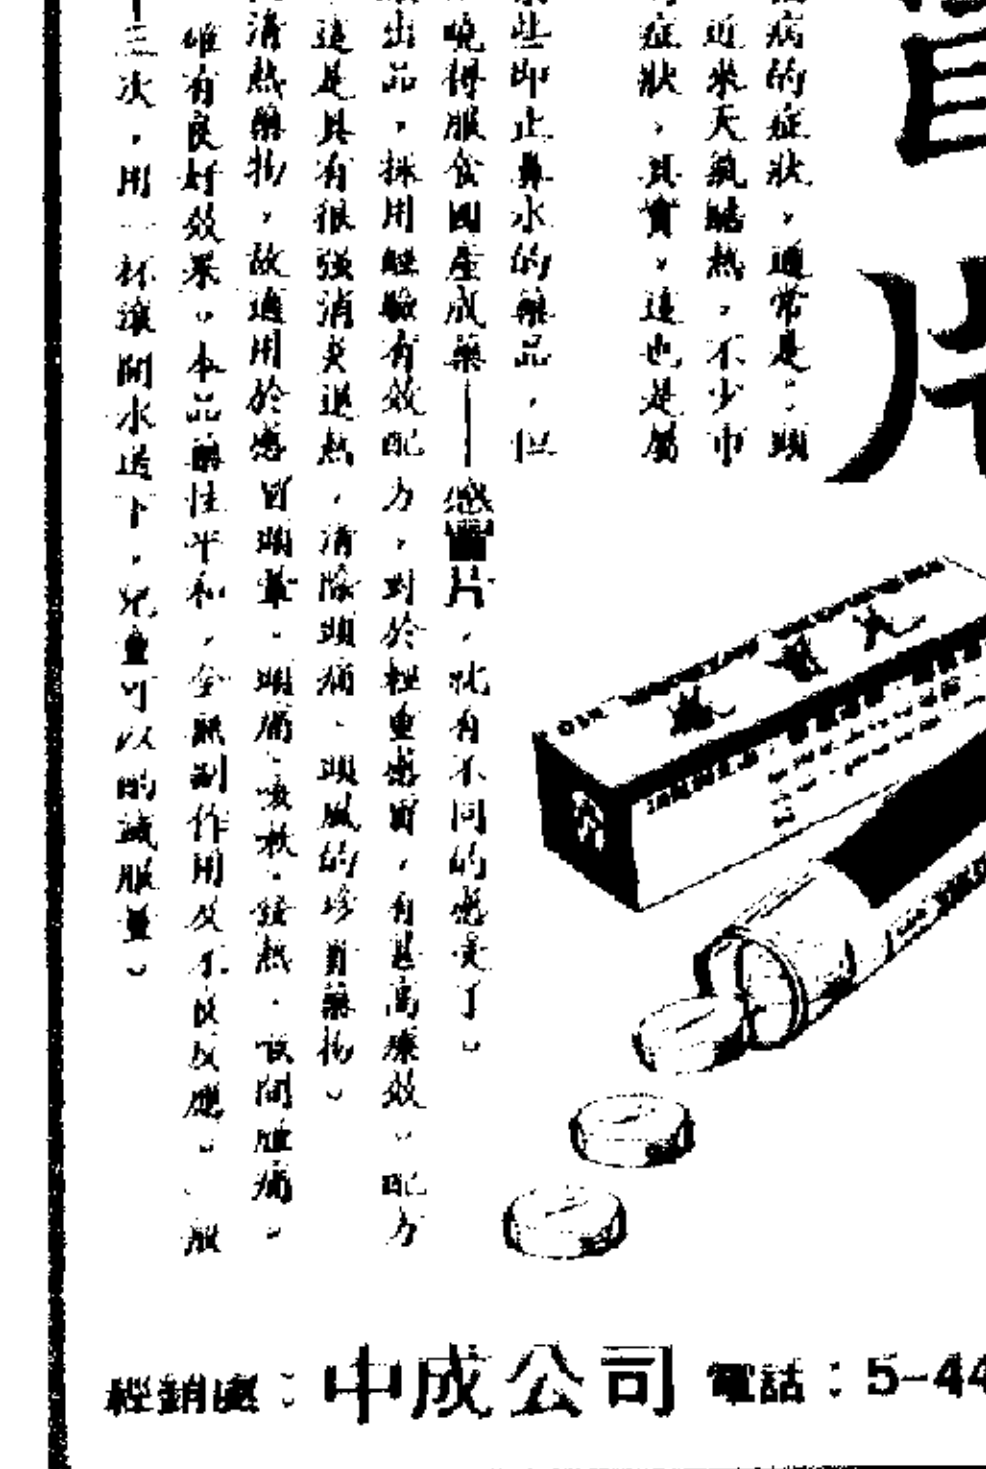 冒
片
病的症狀，通常是：頭
近來天氣酷熱，不少市
症狀，其實，這也是屬
些即止鼻水的藥品，但
曉得服食國產成藥——感冒片，就有不同的感受了。
出品，採用經驗有效配方，對於輕重感冒，有甚高療效。配方
這是具有很強消炎退熱，清除頭痛、頭風的珍貴藥物。
清熱藥物，故適用於感冒頭暈、頭痛、咳嗽、發熱、
確有良好效果。本品藥性平和，全無副作用及不良反應。服
三次，用一杯滾開水送下，兒童可以酌減服量。
經銷處：中成公司 電話：5-44